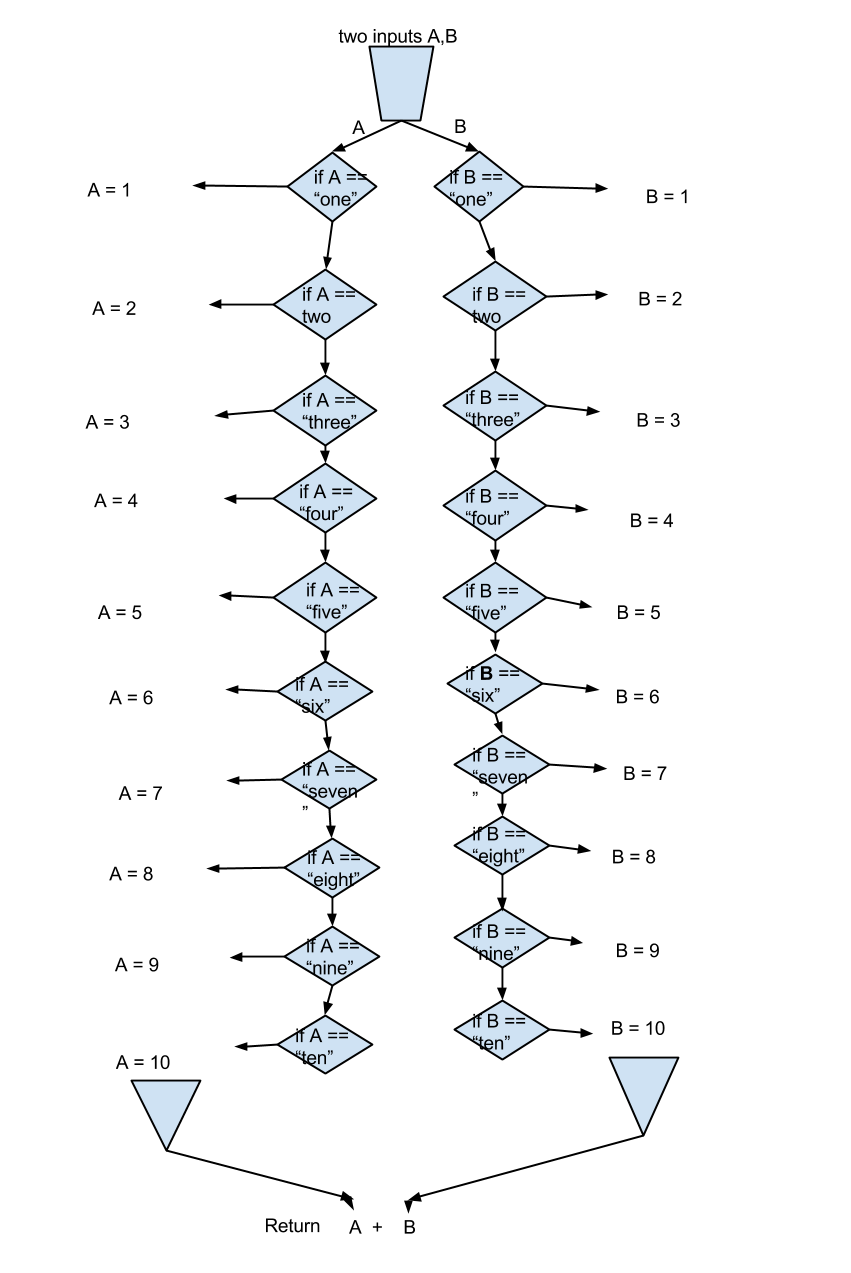 two inputs A,B
A
B
if A ==
“one”
A = 1
if B ==
“one”
B = 1
if A ==
two
A = 2
if B ==
two
B = 2
if A ==
“three”
A = 3
if B ==
“three”
B = 3
if A ==
“four”
A = 4
if B ==
“four”
B = 4
if A ==
“five”
A = 5
if B ==
“five”
B = 5
if A ==
“six”
A = 6
if B ==
“six”
B = 6
if A ==
“seven
”
A = 7
if B ==
“seven
”
B = 7
if A ==
“eight”
A = 8
if B ==
“eight”
B = 8
if A ==
“nine”
A = 9
if B ==
“nine”
B = 9
if A ==
“ten”
A = 10
if B ==
“ten”
B = 10
Return A + B